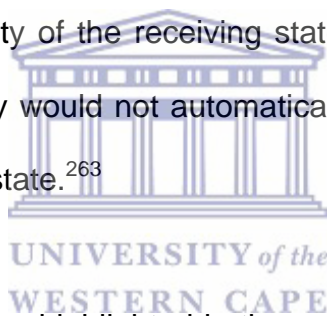 ty of the receiving stat
y would not automatica
state.263
UNIVERSITY of the
WESTERN CAPE